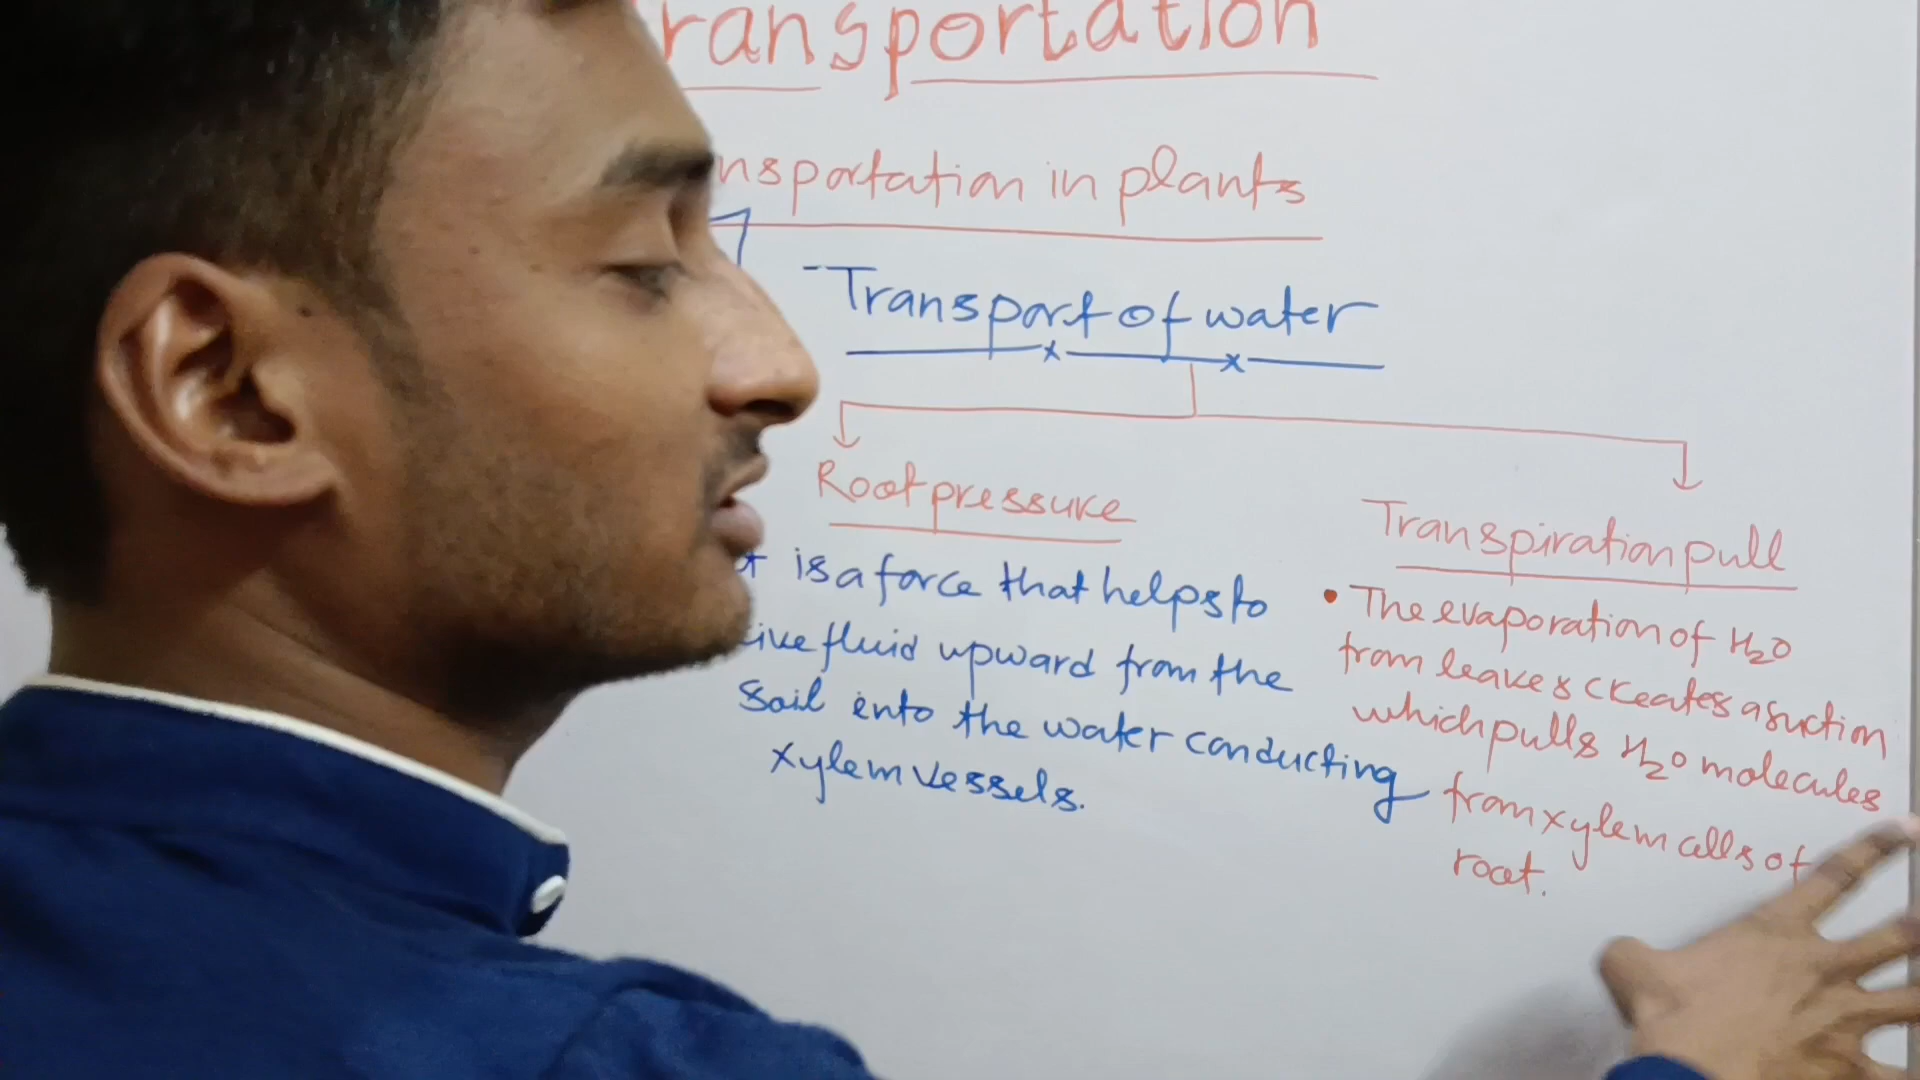 ransportation
nsportation in plants
Transport of water
Root pressure
is a force that helps to
ive fluid upward from the
Soil into the water conducting
xylem vessels.
Transpiration pull
• The evaporation of H₂O
from leaves creates a suction
which pulls H₂O molecules
from xylem cells of
root.